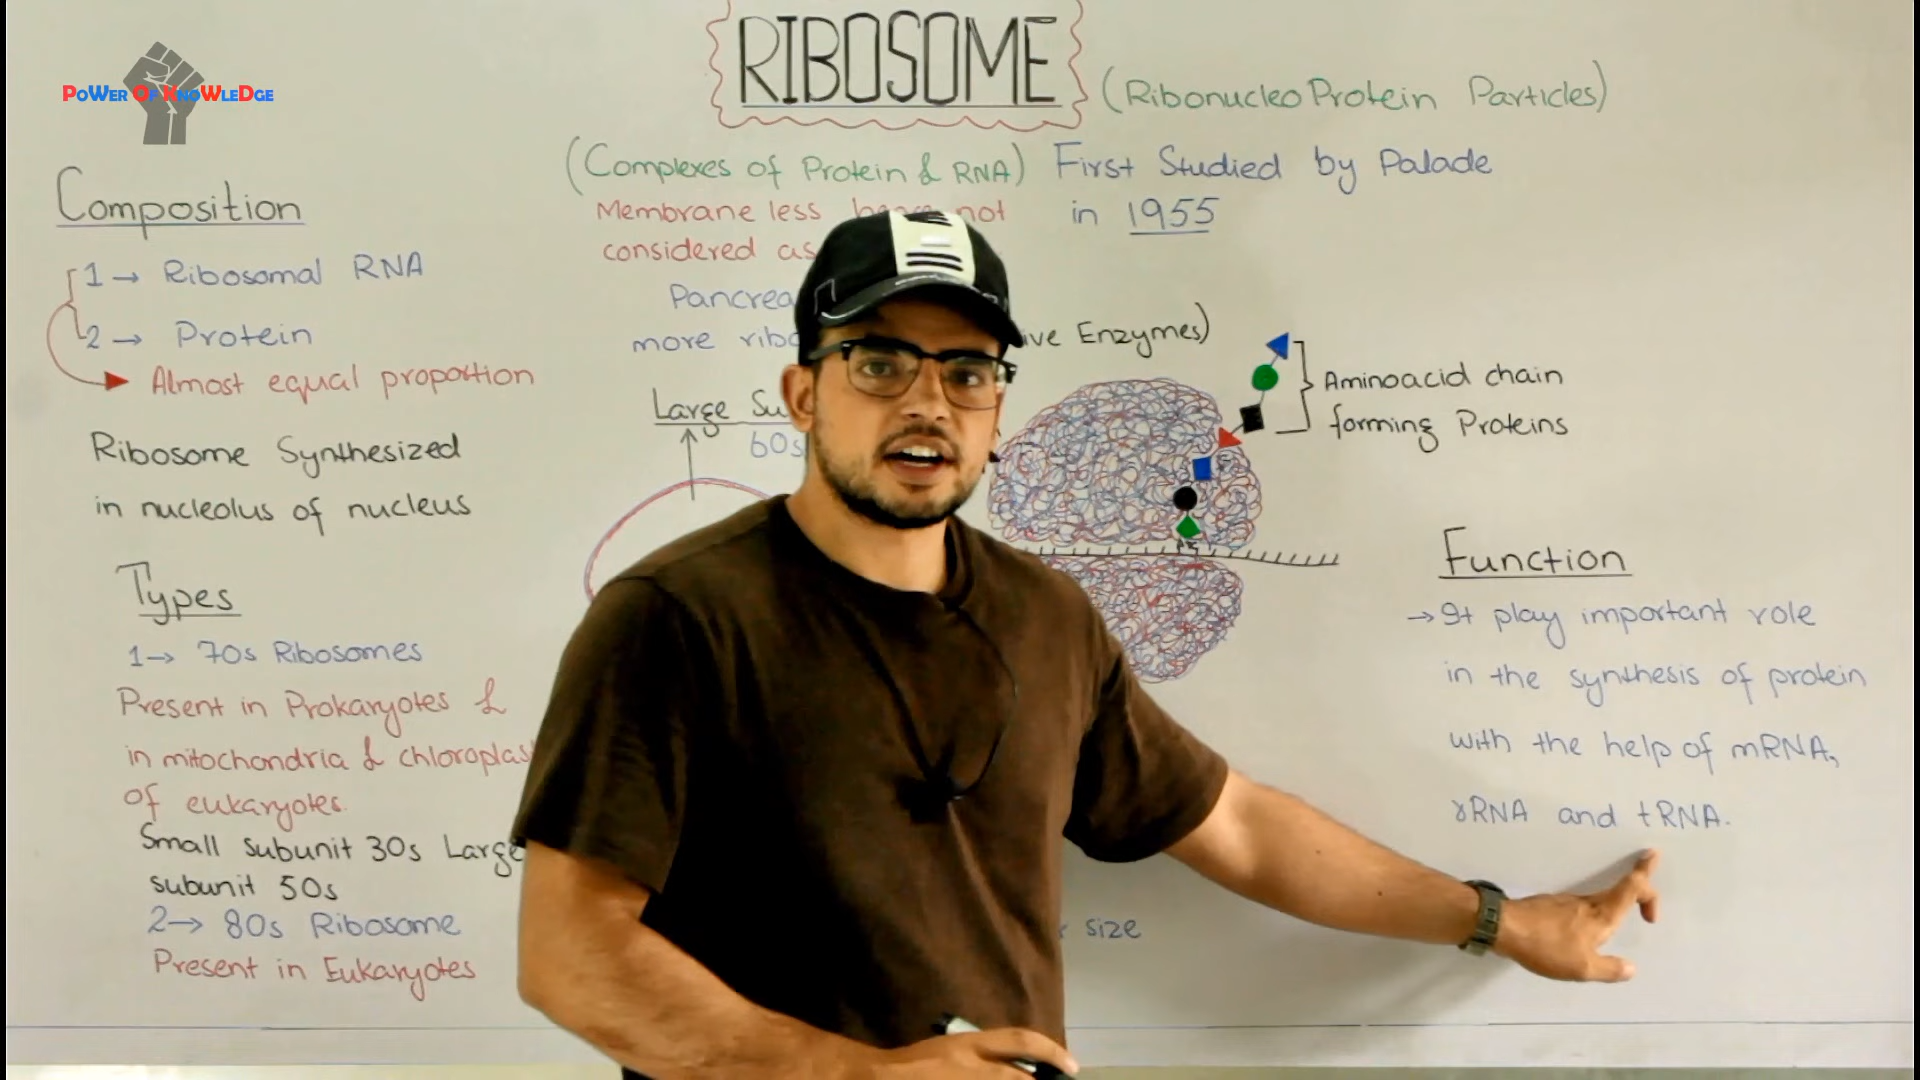 PoWer Of KnoWleDge
RIBOSOME
(RibonucleoProtein Particles)
(Complexes of Protein & RNA)
First Studied by Palade
in 1955
Membrane less hence not
considered as
Pancrea
more ribo
ive Enzymes)
Composition
1→ Ribosomal RNA
2→ Protein
Almost equal proportion
Ribosome Synthesized
in nucleolus of nucleus
Types
1→ 70s Ribosomes
Present in Prokaryotes &
in mitochondria & chloroplast
of eukaryotes.
Small subunit 30s Large
subunit 50s
2→ 80s Ribosome
Present in Eukaryotes
Large Su
60s
Aminoacid chain
forming Proteins
size
Function
→ It play important role
in the synthesis of protein
with the help of mRNA,
rRNA and tRNA.